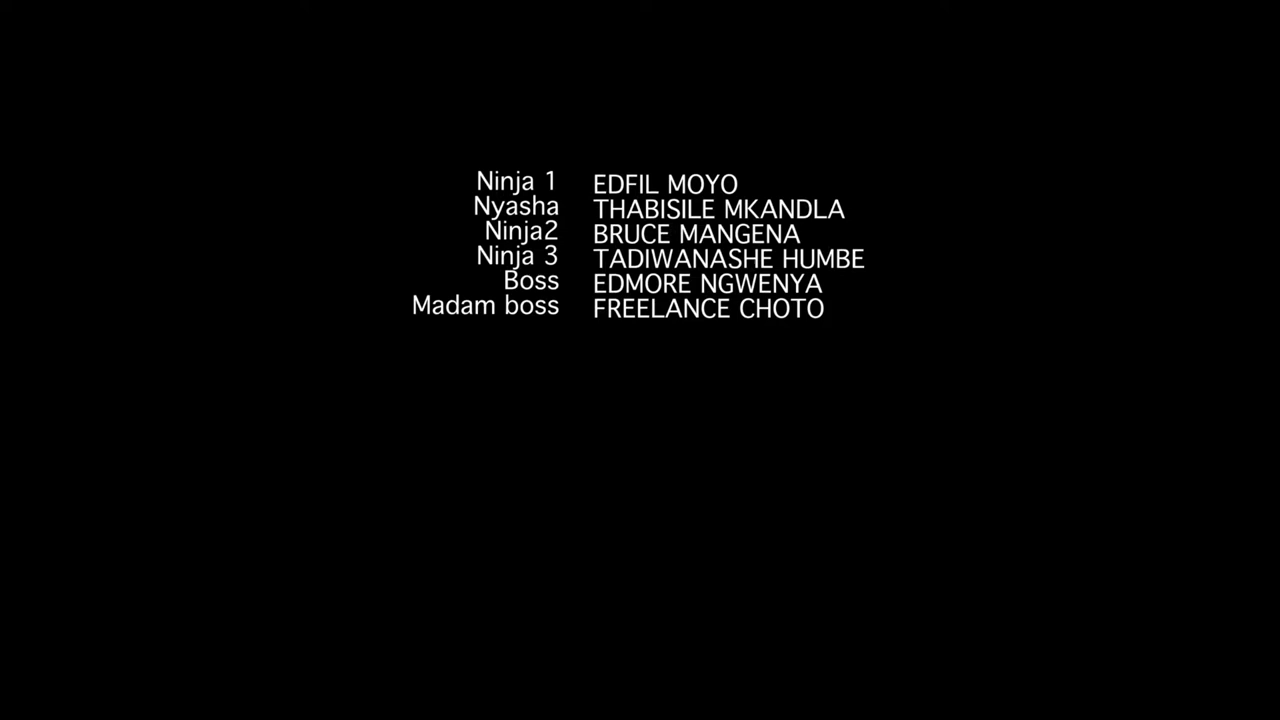 Ninja 1 EDFIL MOYO
Nyasha THABISILE MKANDLA
Ninja2 BRUCE MANGENA
Ninja 3 TADIWANASHE HUMBE
Boss EDMORE NGWENYA
Madam boss FREELANCE CHOTO